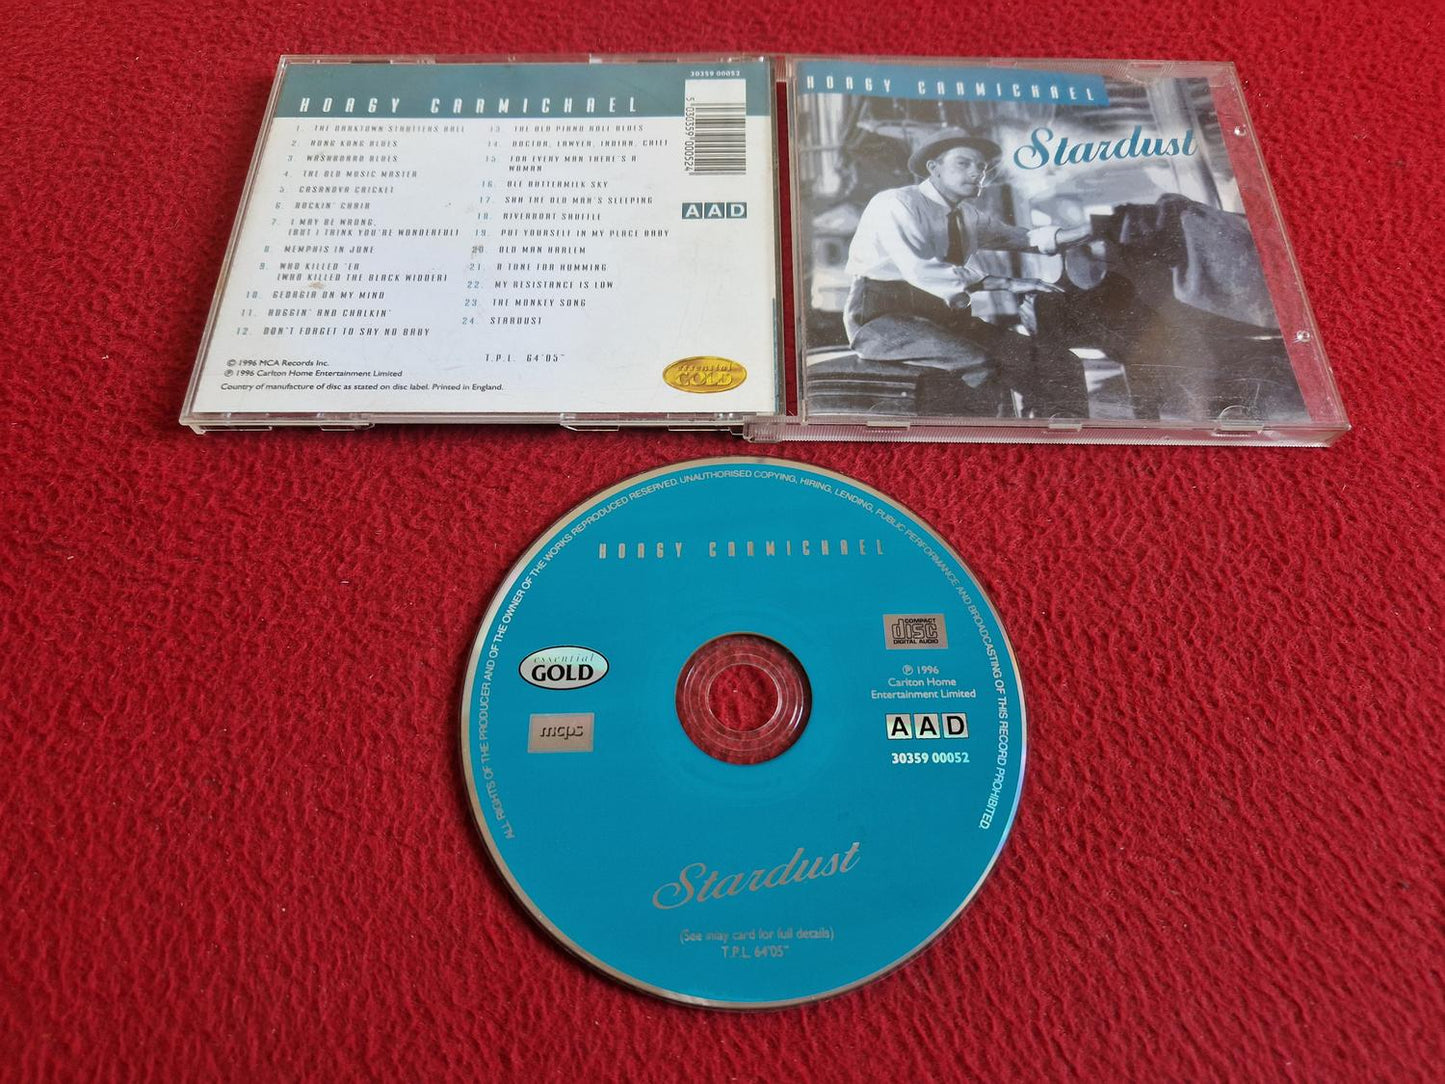 30359 00052
HOAGY CARMICHAEL
1. THE DARKTOWN STRUTTERS BALL
2. HONG KONG BLUES
3. WASHBOARD BLUES
4. THE OLD MUSIC MASTER
5. CASANOVA CRICKET
6. ROCKIN' CHAIR
7. I MAY BE WRONG,
(BUT I THINK YOU'RE WONDERFUL)
8. MEMPHIS IN JUNE
9. WHO KILLED 'ER
(WHO KILLED THE BLACK WIDDER)
10. GEORGIA ON MY MIND
11. HUGGIN' AND CHALKIN'
12. DON'T FORGET TO SAY NO BABY
13. THE OLD PIANO ROLL BLUES
14. DOCTOR, LAWYER, INDIAN, CHIEF
15. FOR EVERY MAN THERE'S A
WOMAN
16. OLE BUTTERMILK SKY
17. SHH THE OLD MAN'S SLEEPING
18. RIVERBOAT SHUFFLE
19. PUT YOURSELF IN MY PLACE BABY
20. OLD MAN HARLEM
21. A TUNE FOR HUMMING
22. MY RESISTANCE IS LOW
23. THE MONKEY SONG
24. STARDUST
T.P.L. 64'05"
5 030359 000524
AAD
© 1996 MCA Records Inc.
℗ 1996 Carlton Home Entertainment Limited
Country of manufacture of disc as stated on disc label. Printed in England.
essential
GOLD
HOAGY CARMICHAEL
Stardust
ALL RIGHTS OF THE PRODUCER AND OF THE OWNER OF THE WORKS REPRODUCED RESERVED. UNAUTHORISED COPYING, HIRING, LENDING, PUBLIC PERFORMANCE AND BROADCASTING OF THIS RECORD PROHIBITED.
HOAGY CARMICHAEL
essential
GOLD
mcps
COMPACT
disc
DIGITAL AUDIO
℗ 1996
Carlton Home
Entertainment Limited
AAD
30359 00052
Stardust
(See inlay card for full details)
T.P.L. 64'05"